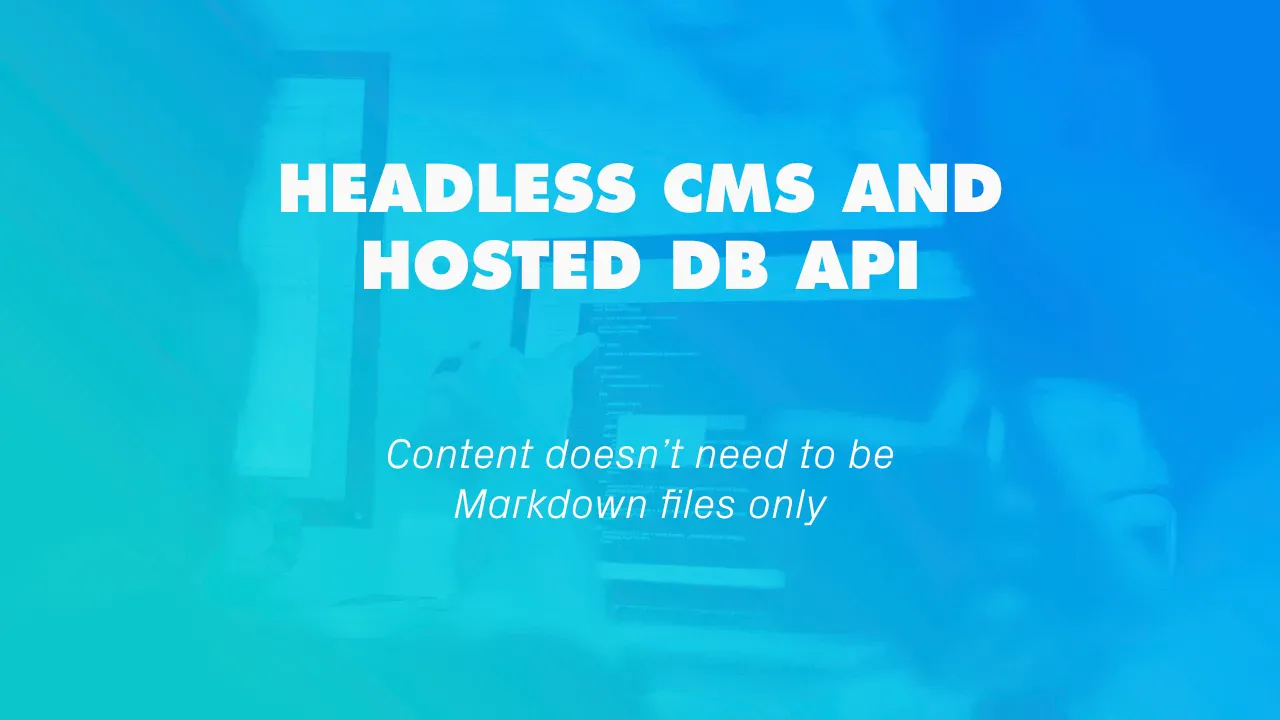 HEADLESS CMS AND
HOSTED DB API
Content doesn’t need to be
Markdown files only